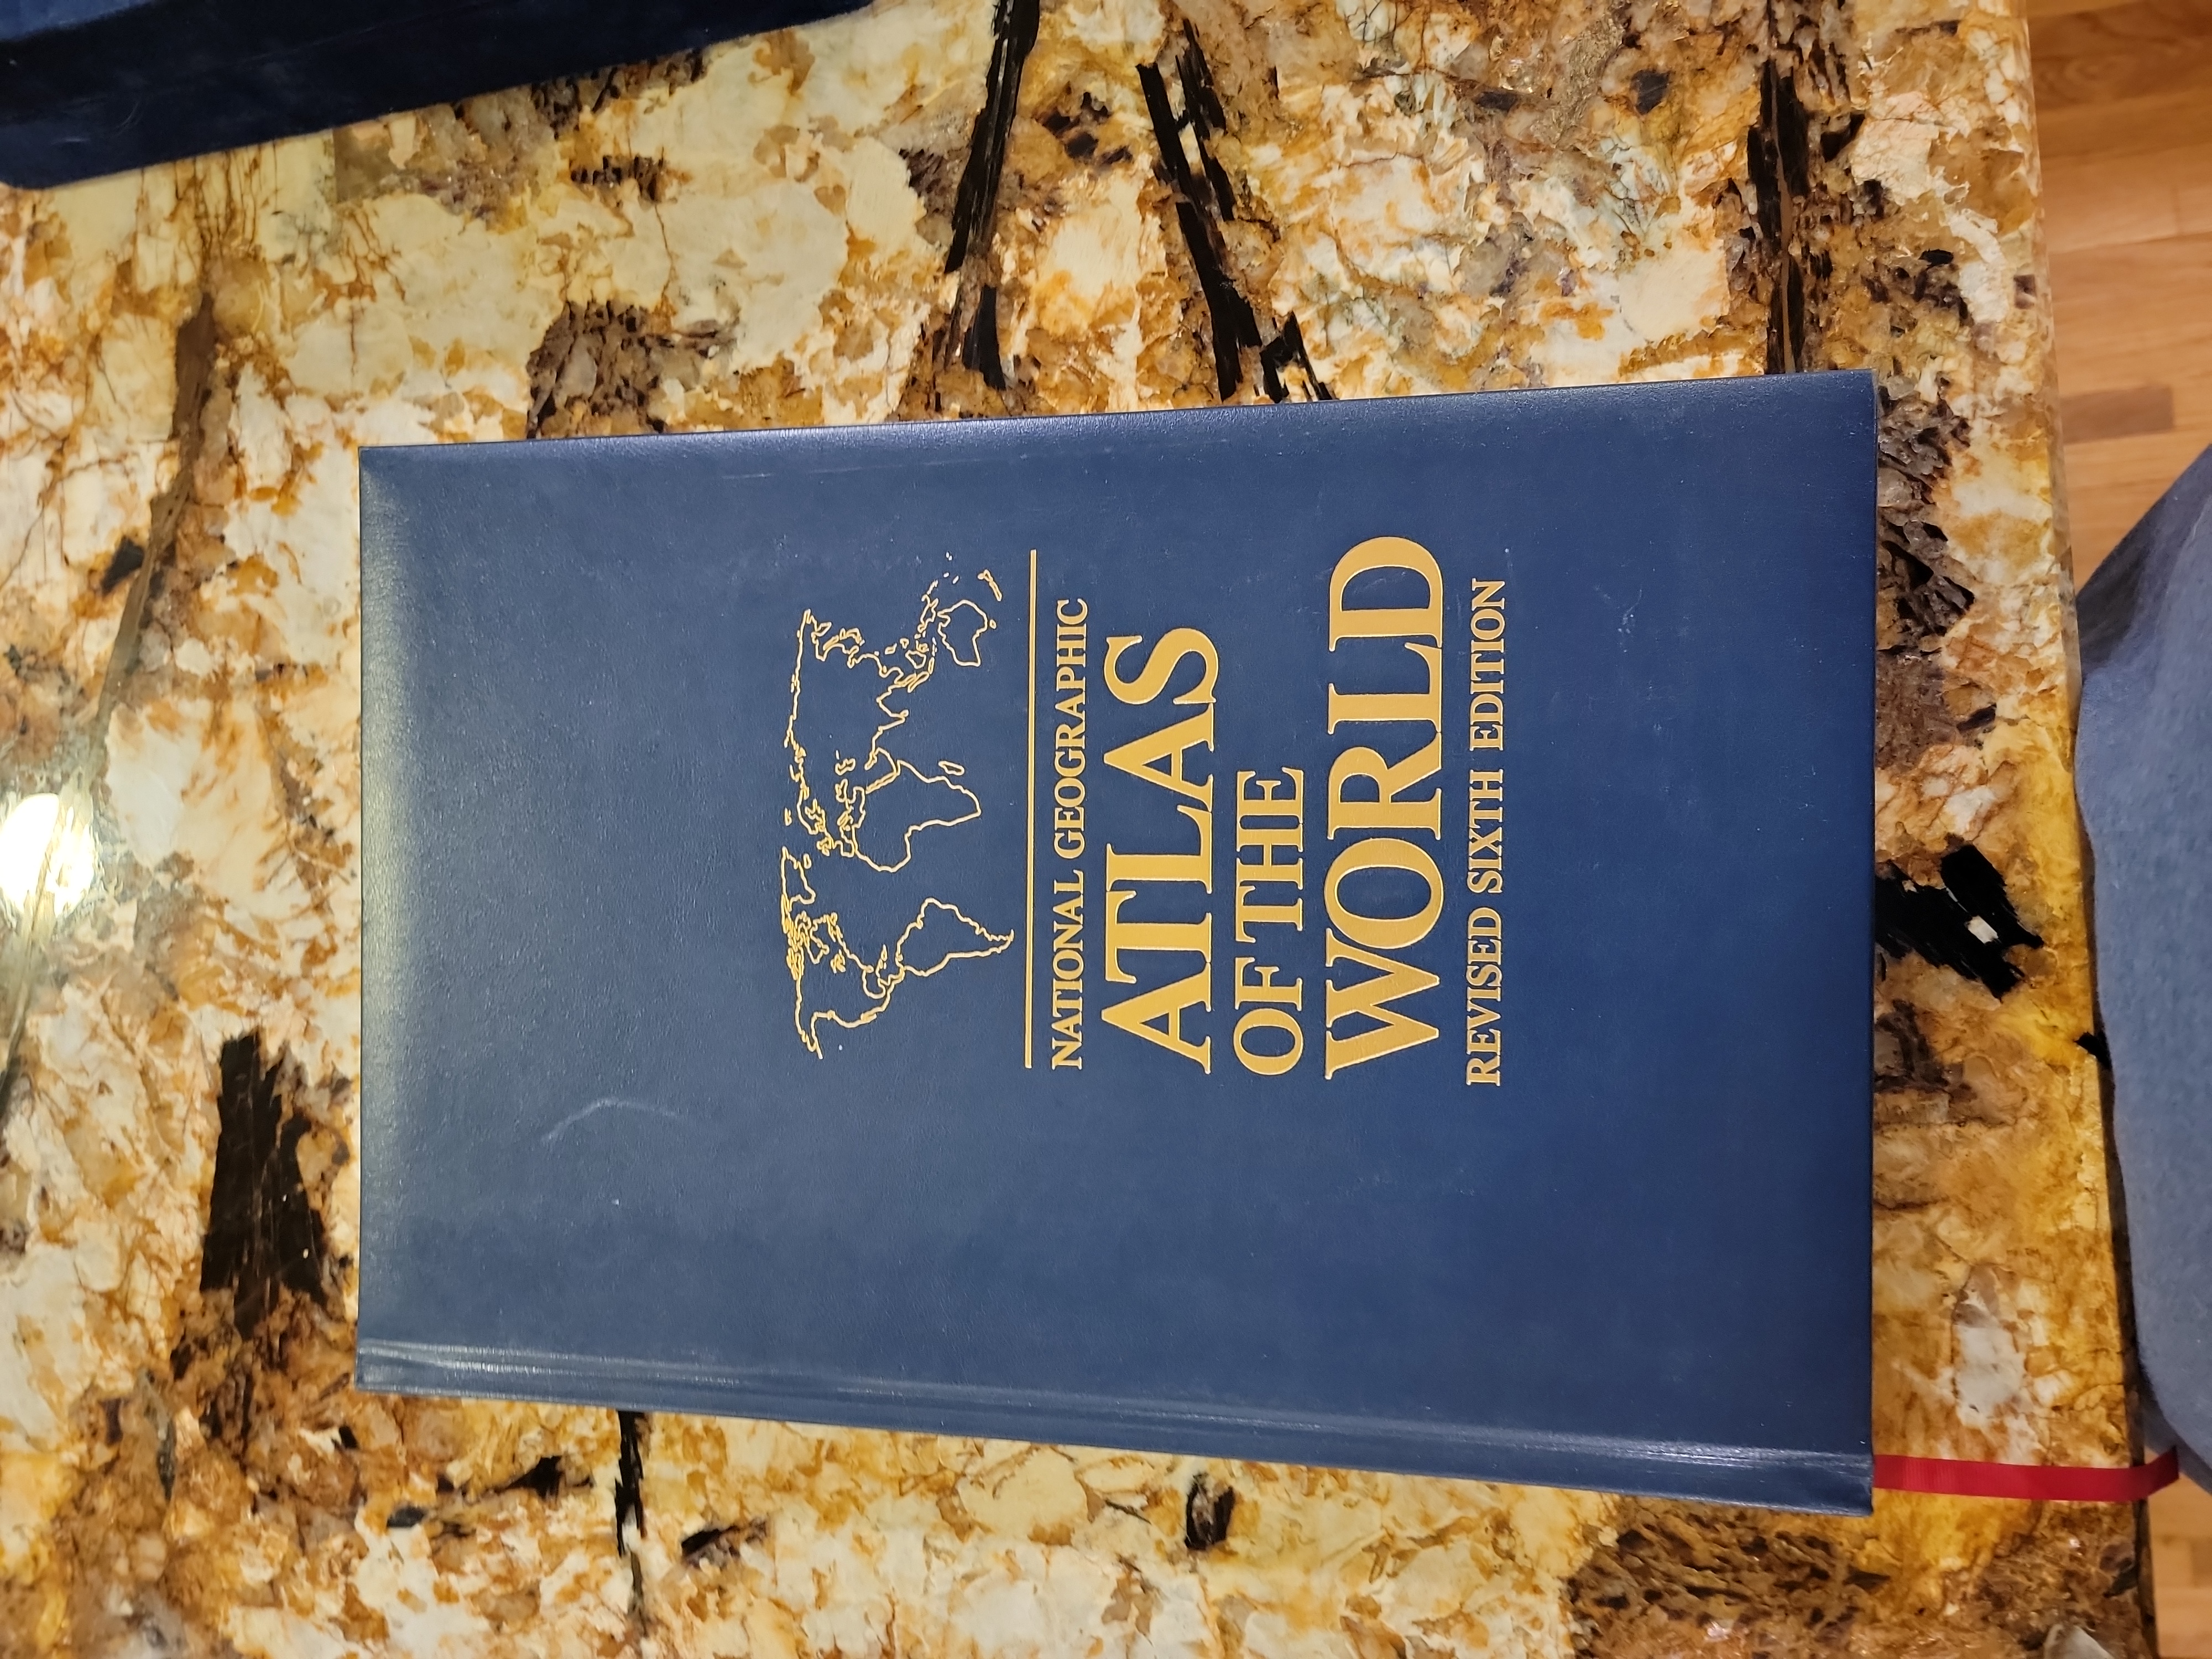 NATIONAL GEOGRAPHIC
ATLAS
OF THE
WORLD
REVISED SIXTH EDITION